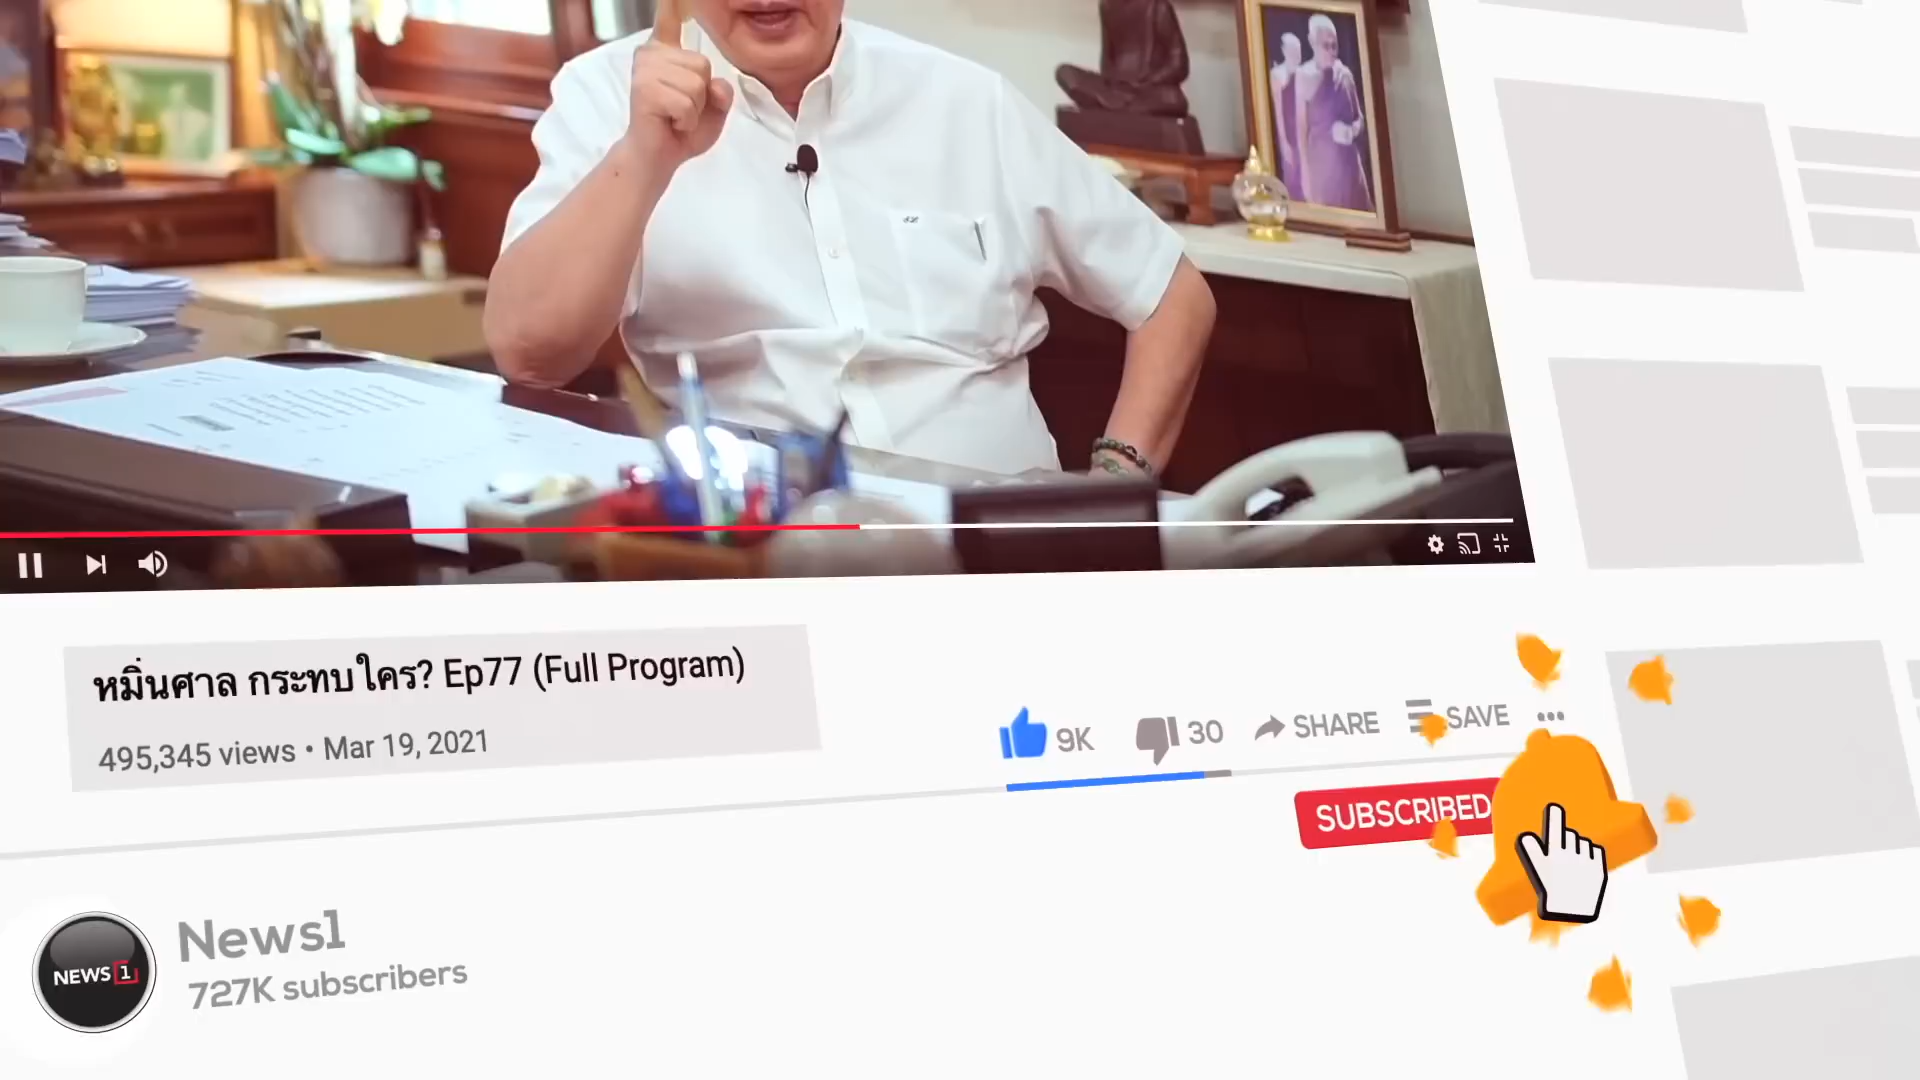 หมิ่นศาล กระทบใคร? Ep77 (Full Program)
495,345 views • Mar 19, 2021
9K
30
SHARE
SAVE
SUBSCRIBED
NEWS 1
News1
727K subscribers